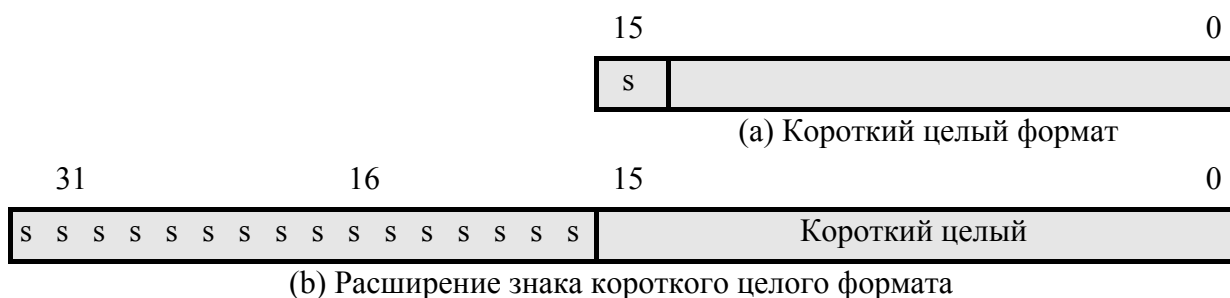 15 0
s
(a) Короткий целый формат
31 16 15 0
s s s s s s s s s s s s s s s s Короткий целый
(b) Расширение знака короткого целого формата